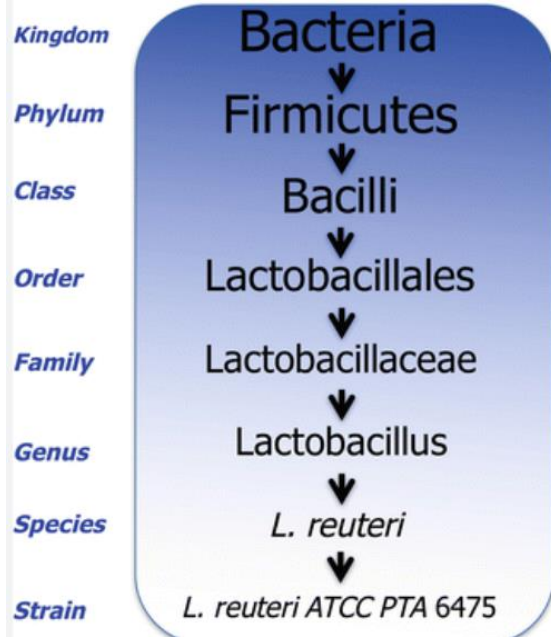 Kingdom Bacteria
Phylum Firmicutes
Class Bacilli
Order Lactobacillales
Family Lactobacillaceae
Genus Lactobacillus
Species L. reuteri
Strain L. reuteri ATCC PTA 6475